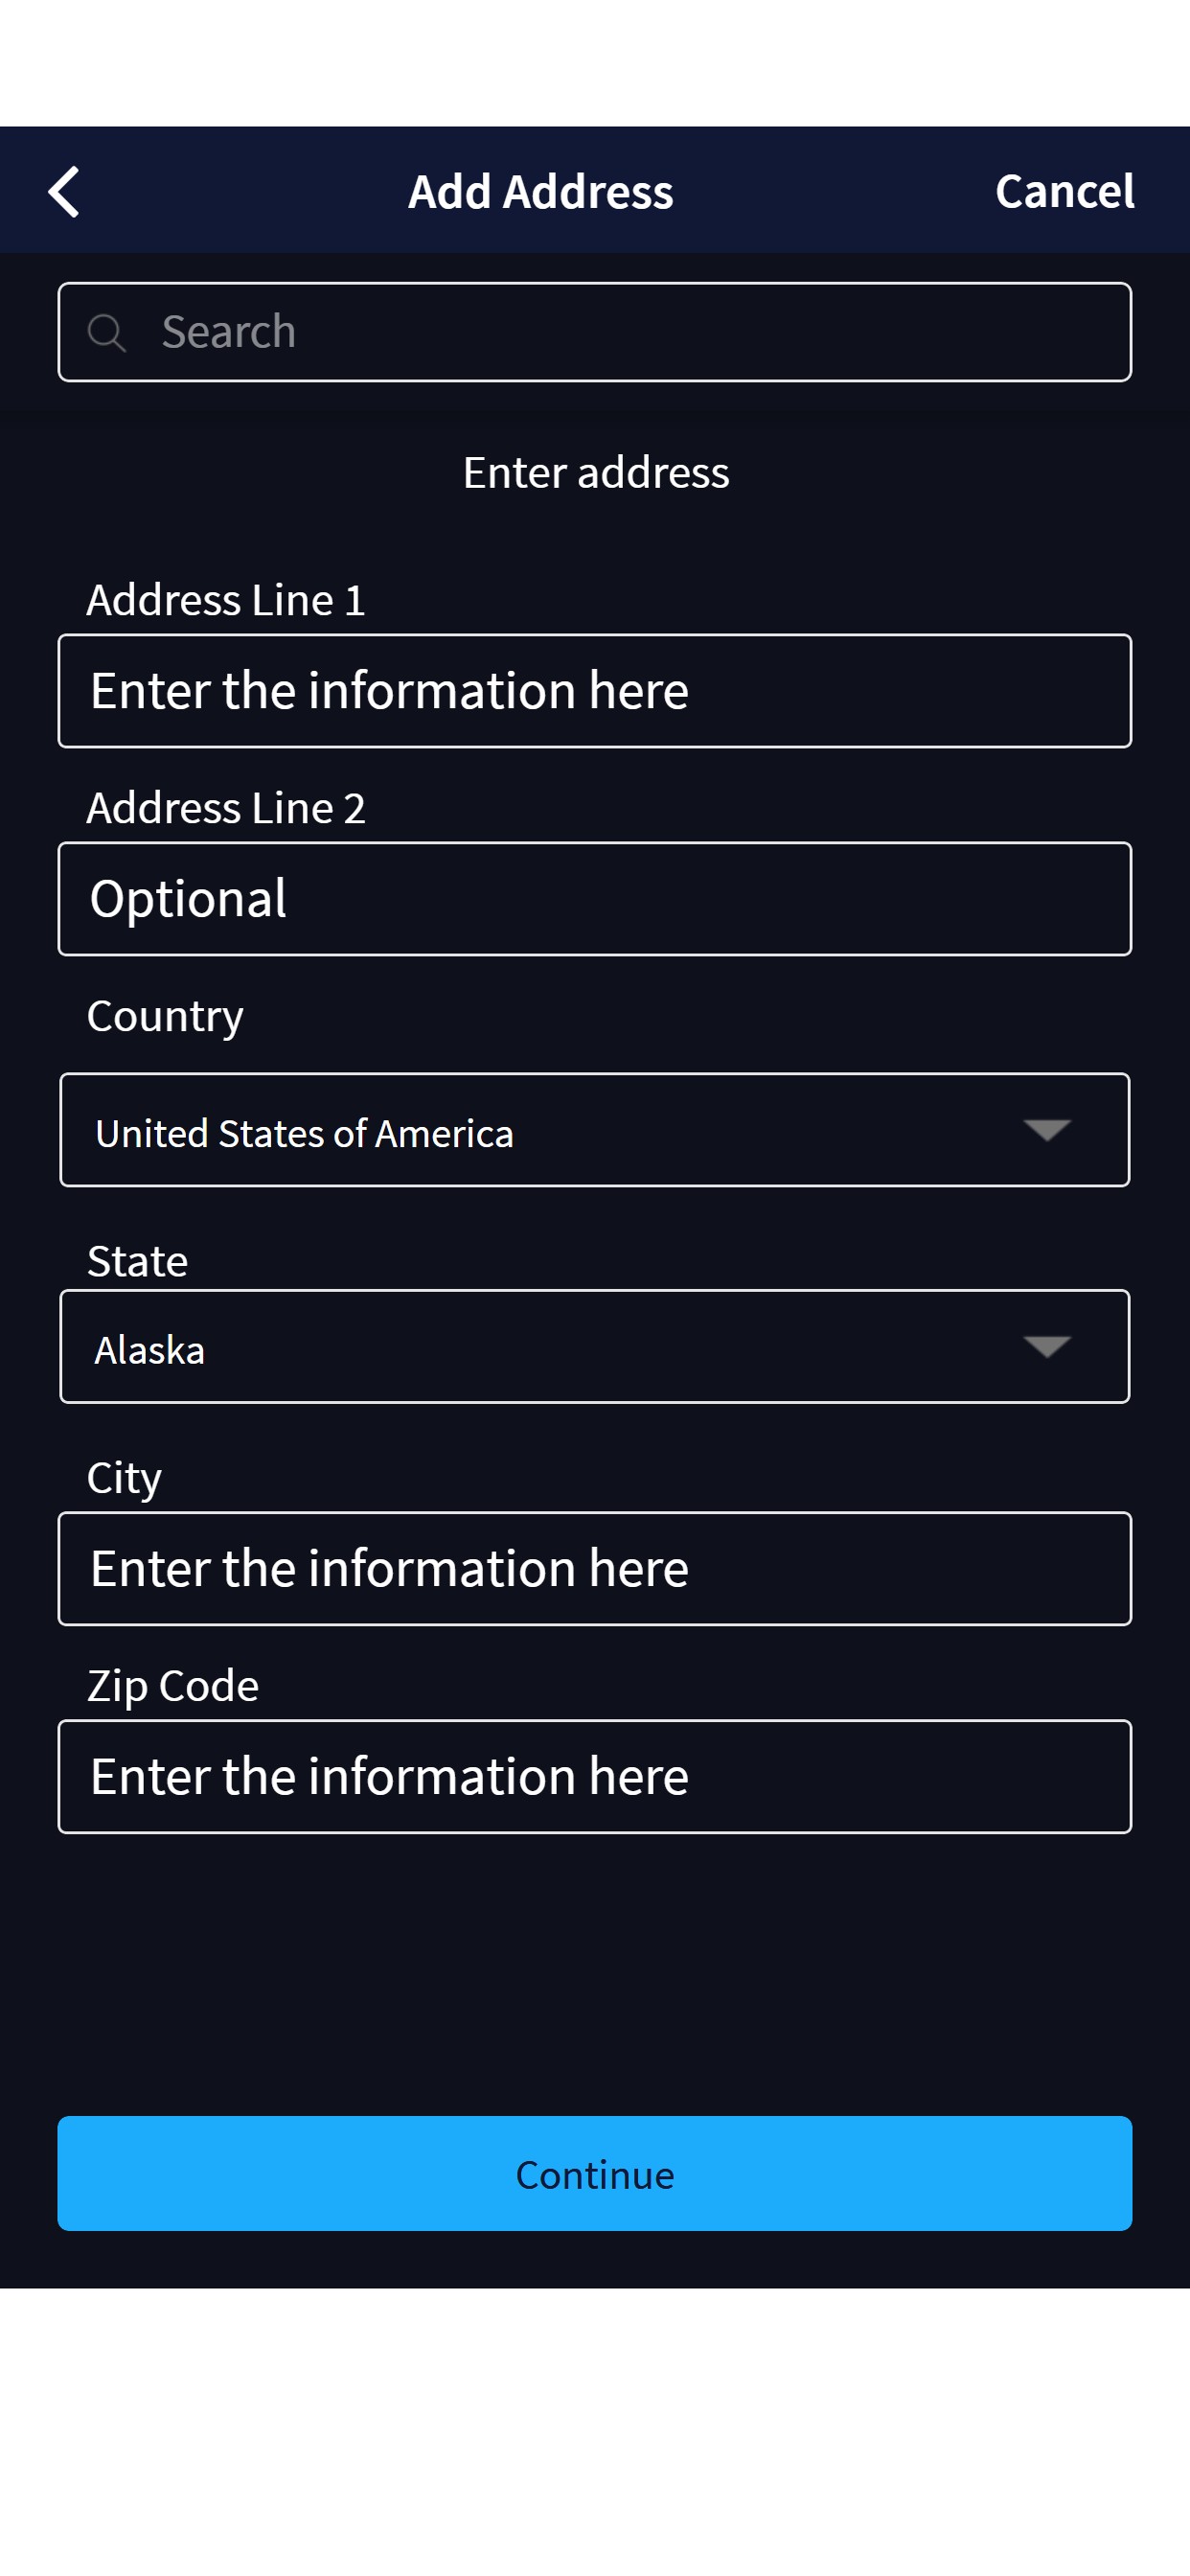 Add Address
Cancel
Search
Enter address
Address Line 1
Enter the information here
Address Line 2
Optional
Country
United States of America
State
Alaska
City
Enter the information here
Zip Code
Enter the information here
Continue